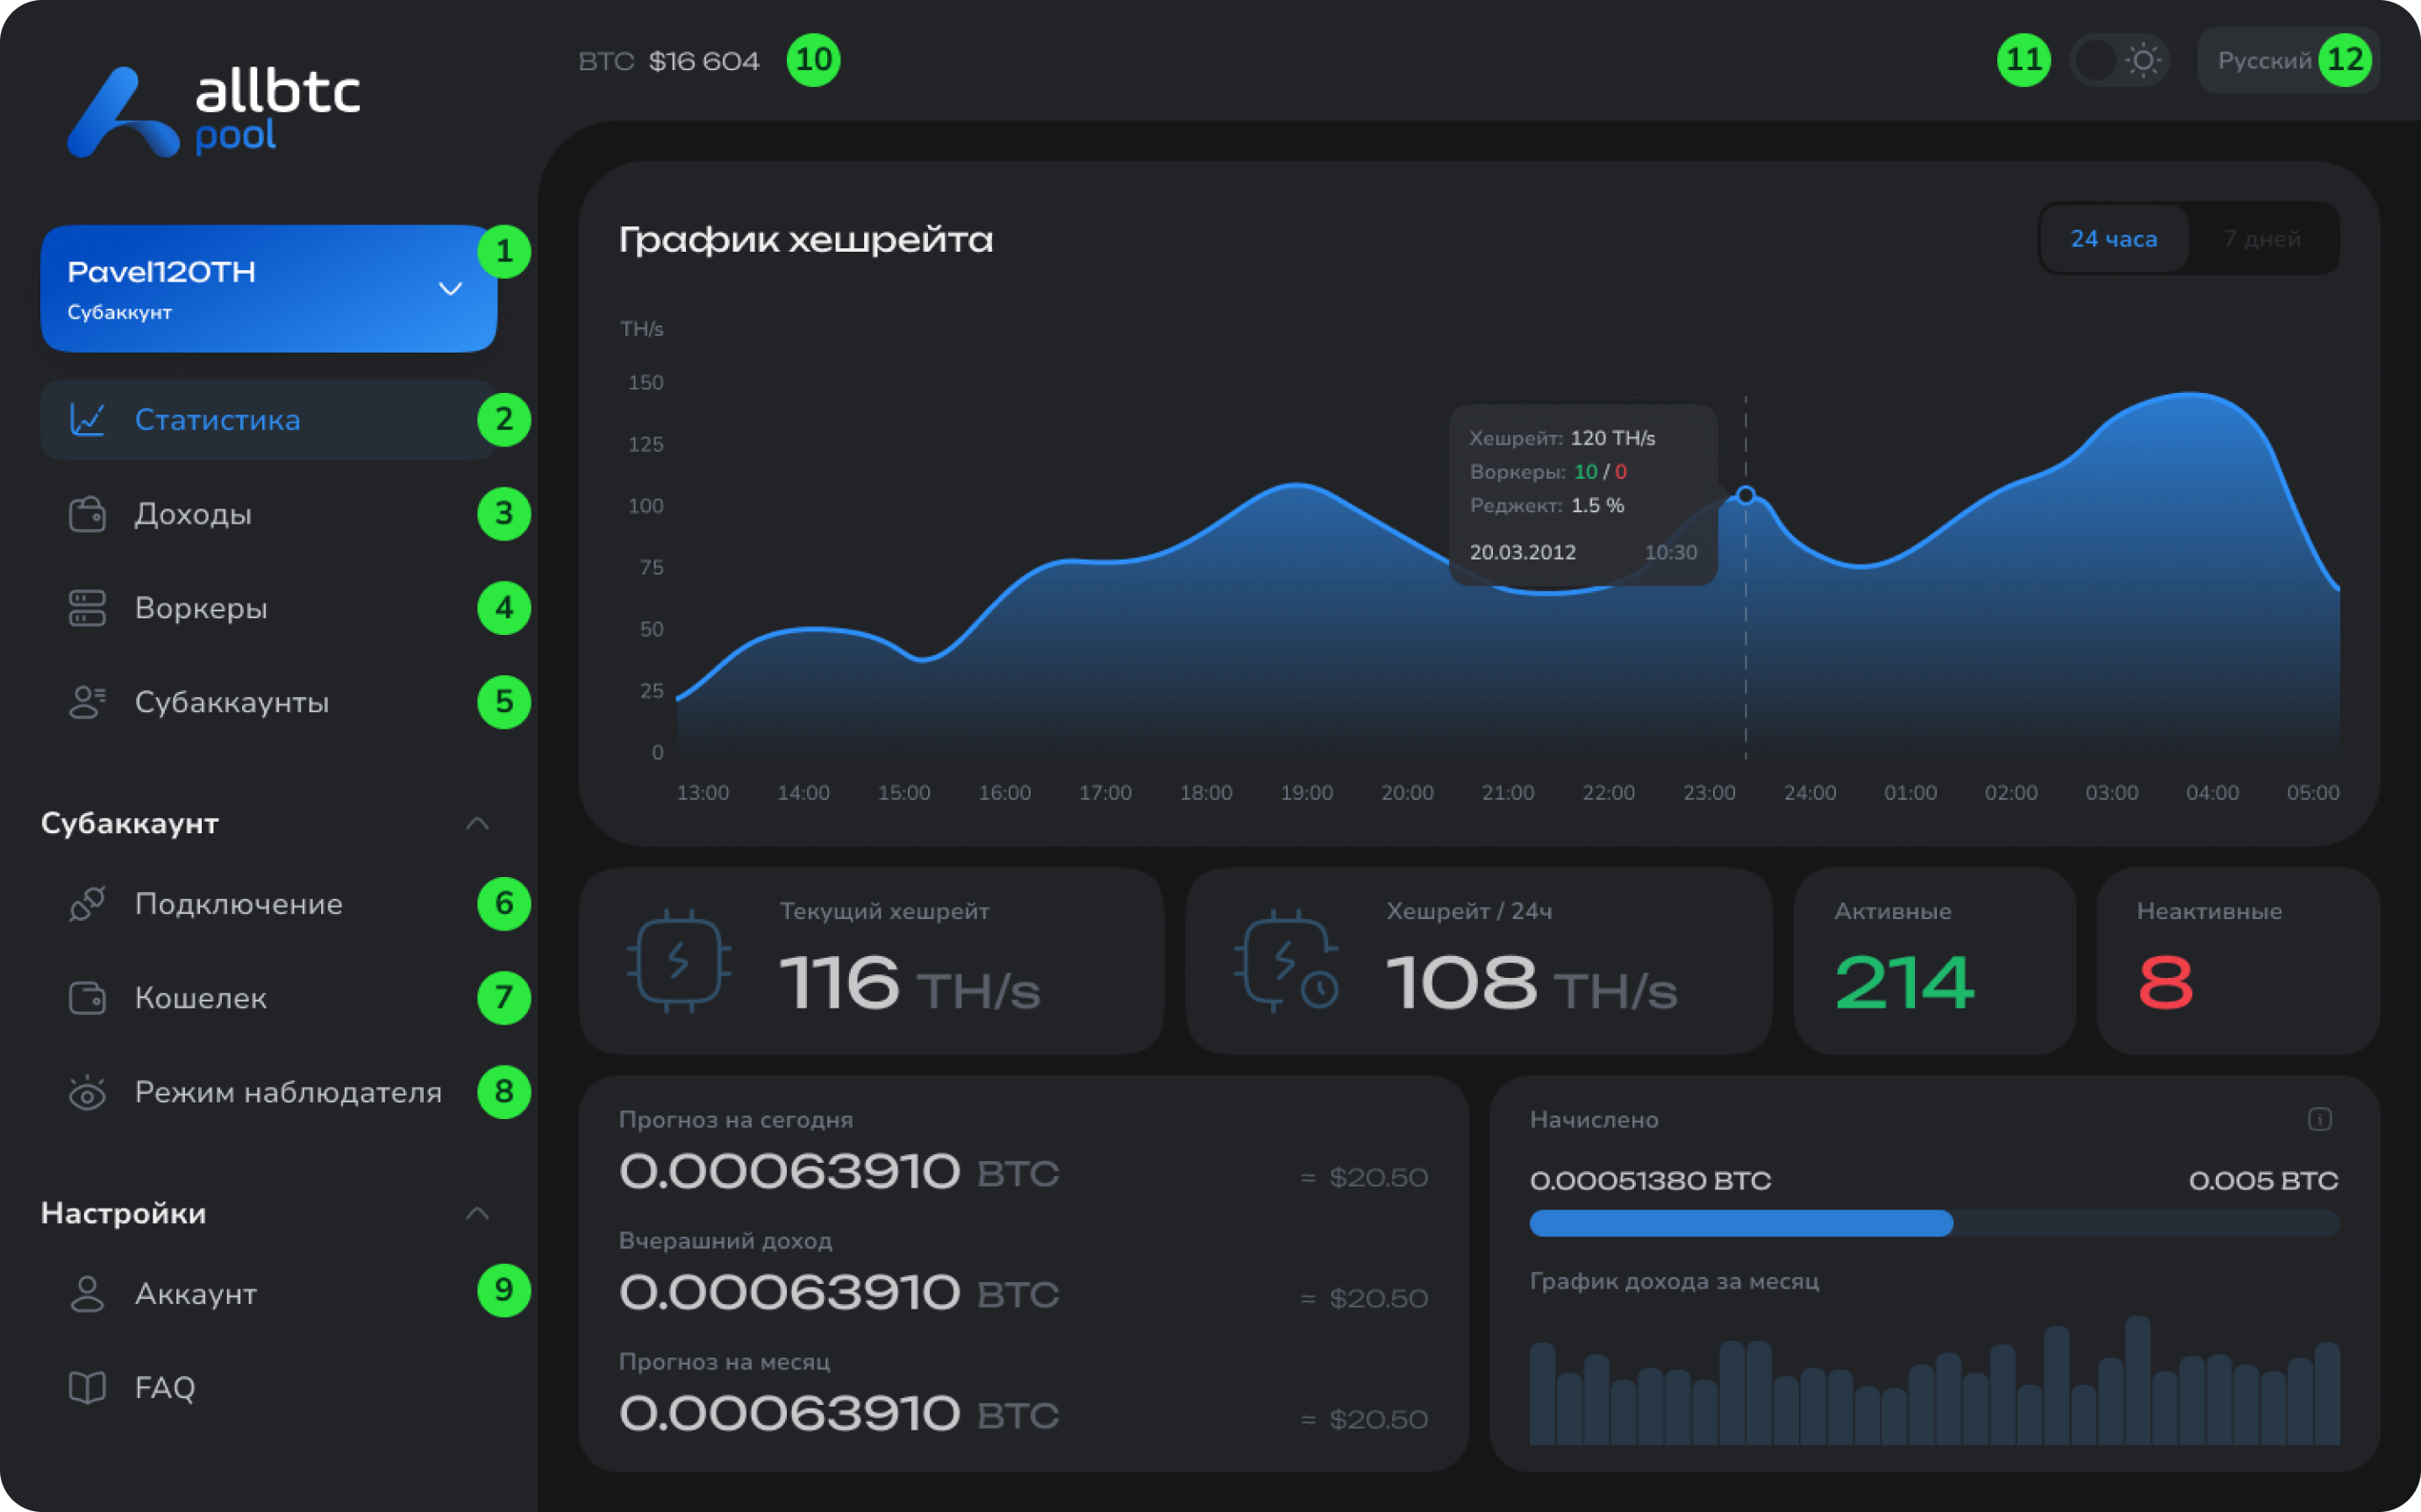 allbtc
pool
BTC $16 604 10
11
Русский 12
Pavel120TH 1
Субаккунт
Статистика 2
Доходы 3
Воркеры 4
Субаккаунты 5
Субаккаунт
Подключение 6
Кошелек 7
Режим наблюдателя 8
Настройки
Аккаунт 9
FAQ
График хешрейта
24 часа 7 дней
TH/s
150
125
100
75
50
25
0
Хешрейт: 120 TH/s
Воркеры: 10 / 0
Реджект: 1.5 %
20.03.2012 10:30
13:00 14:00 15:00 16:00 17:00 18:00 19:00 20:00 21:00 22:00 23:00 24:00 01:00 02:00 03:00 04:00 05:00
Текущий хешрейт
116 TH/s
Хешрейт / 24ч
108 TH/s
Активные
214
Неактивные
8
Прогноз на сегодня
0.00063910 BTC ≈ $20.50
Вчерашний доход
0.00063910 BTC ≈ $20.50
Прогноз на месяц
0.00063910 BTC ≈ $20.50
Начислено
0.00051380 BTC 0.005 BTC
График дохода за месяц